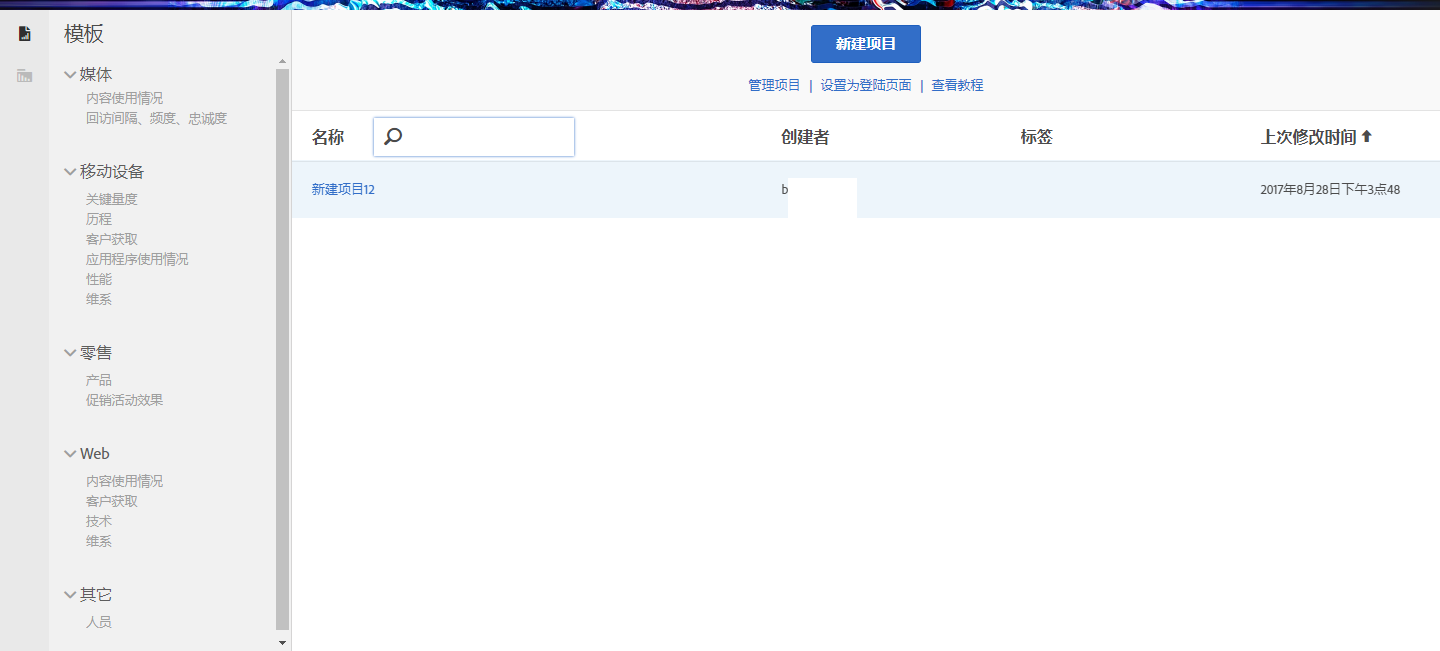 模板
媒体
内容使用情况
回访间隔、频度、忠诚度
移动设备
关键量度
历程
客户获取
应用程序使用情况
性能
维系
零售
产品
促销活动效果
Web
内容使用情况
客户获取
技术
维系
其它
人员
新建项目
管理项目 | 设置为登陆页面 | 查看教程
名称 创建者 标签 上次修改时间
新建项目12 b 2017年8月28日下午3点48